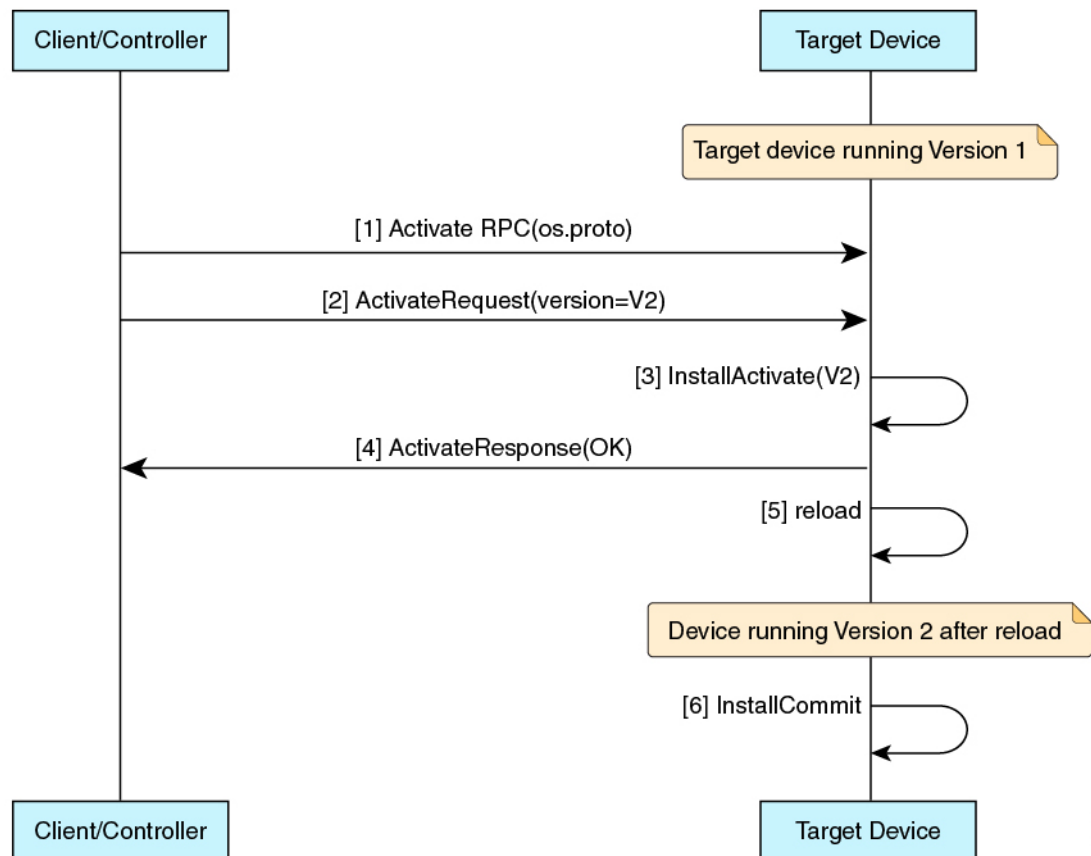 Client/Controller
Target Device
Target device running Version 1
[1] Activate RPC(os.proto)
[2] ActivateRequest(version=V2)
[3] InstallActivate(V2)
[4] ActivateResponse(OK)
[5] reload
Device running Version 2 after reload
[6] InstallCommit
Client/Controller
Target Device